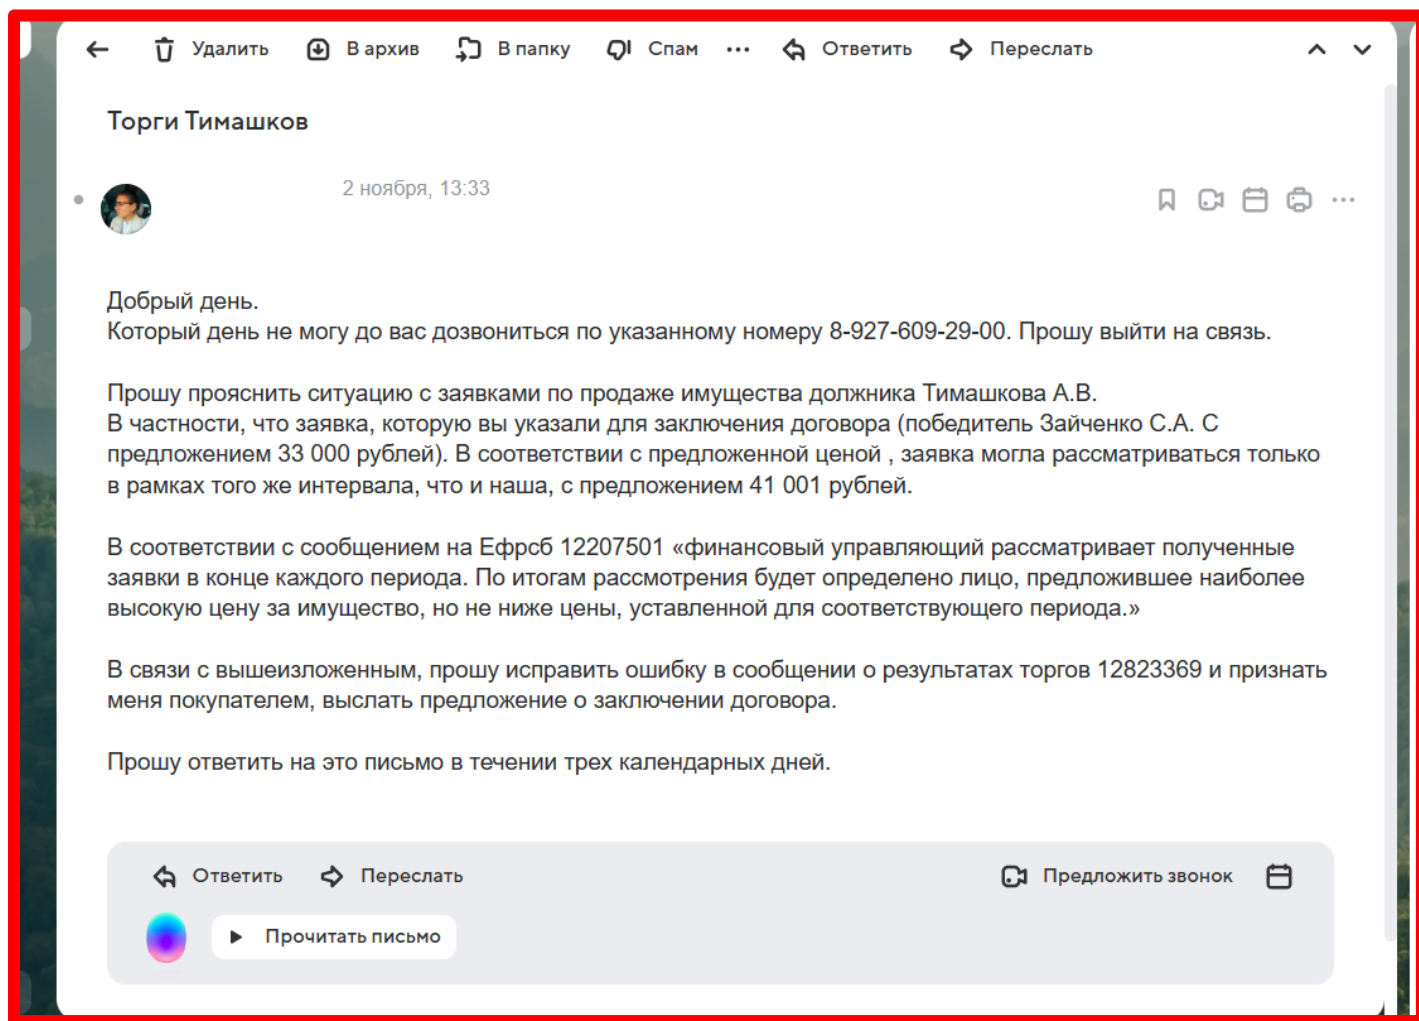 Удалить В архив В папку Спам ... Ответить Переслать
Торги Тимашков
2 ноября, 13:33
Добрый день.
Который день не могу до вас дозвониться по указанному номеру 8-927-609-29-00. Прошу выйти на связь.
Прошу прояснить ситуацию с заявками по продаже имущества должника Тимашкова А.В.
В частности, что заявка, которую вы указали для заключения договора (победитель Зайченко С.А. С
предложением 33 000 рублей). В соответствии с предложенной ценой , заявка могла рассматриваться только
в рамках того же интервала, что и наша, с предложением 41 001 рублей.
В соответствии с сообщением на Ефрсб 12207501 «финансовый управляющий рассматривает полученные
заявки в конце каждого периода. По итогам рассмотрения будет определено лицо, предложившее наиболее
высокую цену за имущество, но не ниже цены, уставленной для соответствующего периода.»
В связи с вышеизложенным, прошу исправить ошибку в сообщении о результатах торгов 12823369 и признать
меня покупателем, выслать предложение о заключении договора.
Прошу ответить на это письмо в течении трех календарных дней.
Ответить Переслать Предложить звонок
Прочитать письмо